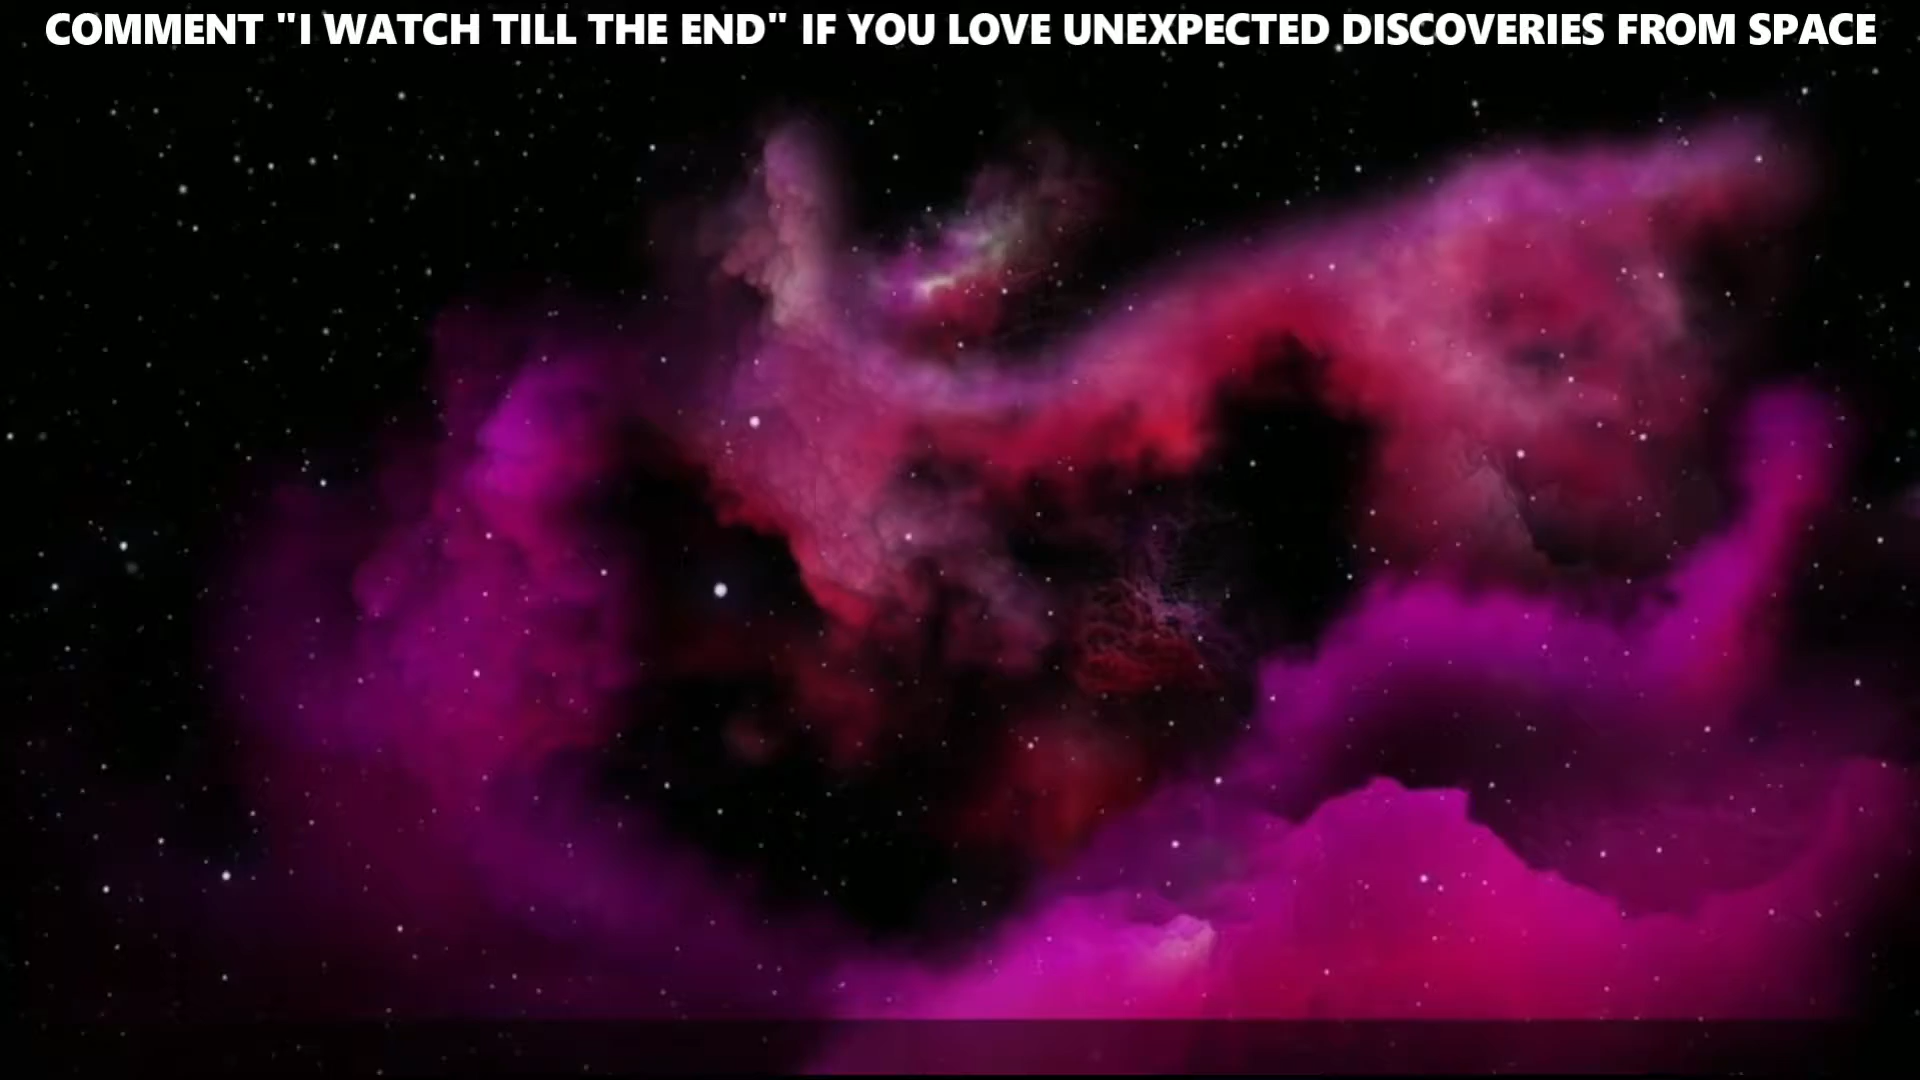 COMMENT "I WATCH TILL THE END" IF YOU LOVE UNEXPECTED DISCOVERIES FROM SPACE